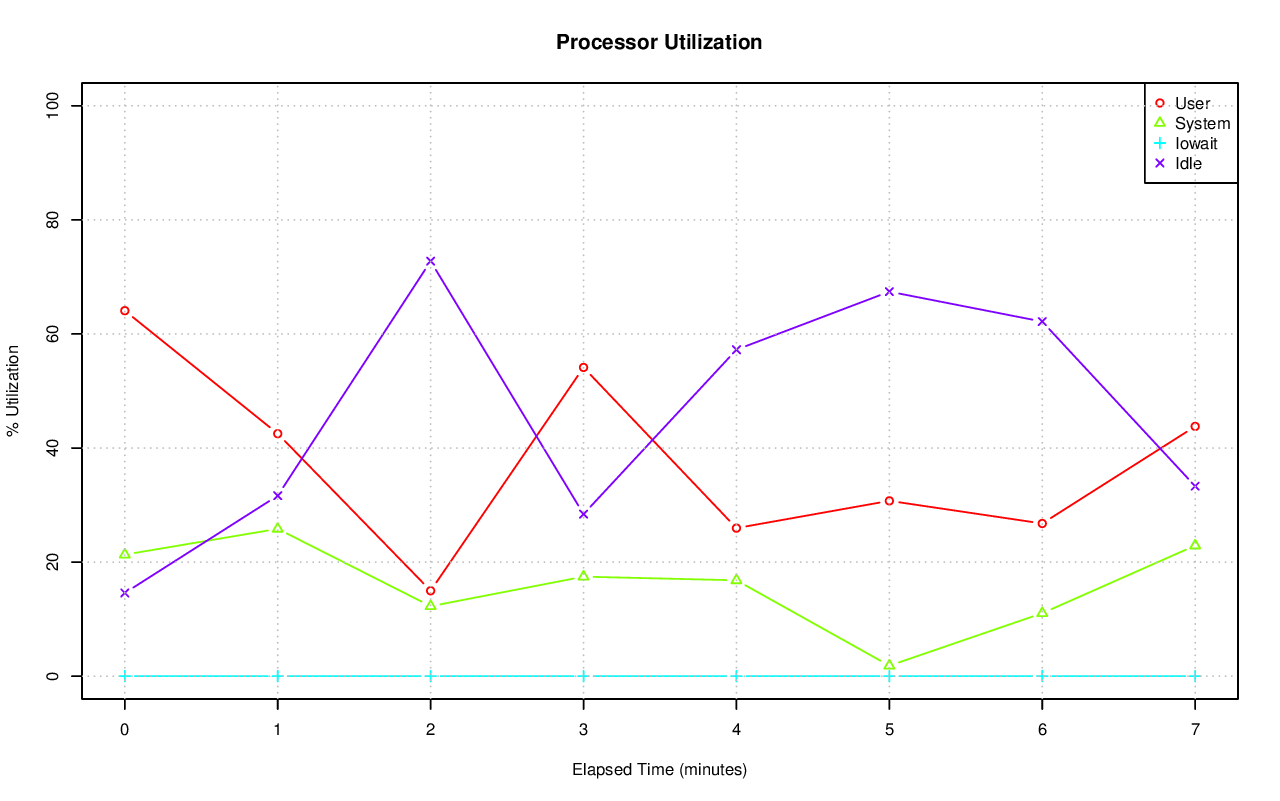 Processor Utilization
User
System
Iowait
Idle
100
80
60
40
20
0
% Utilization
0 1 2 3 4 5 6 7
Elapsed Time (minutes)